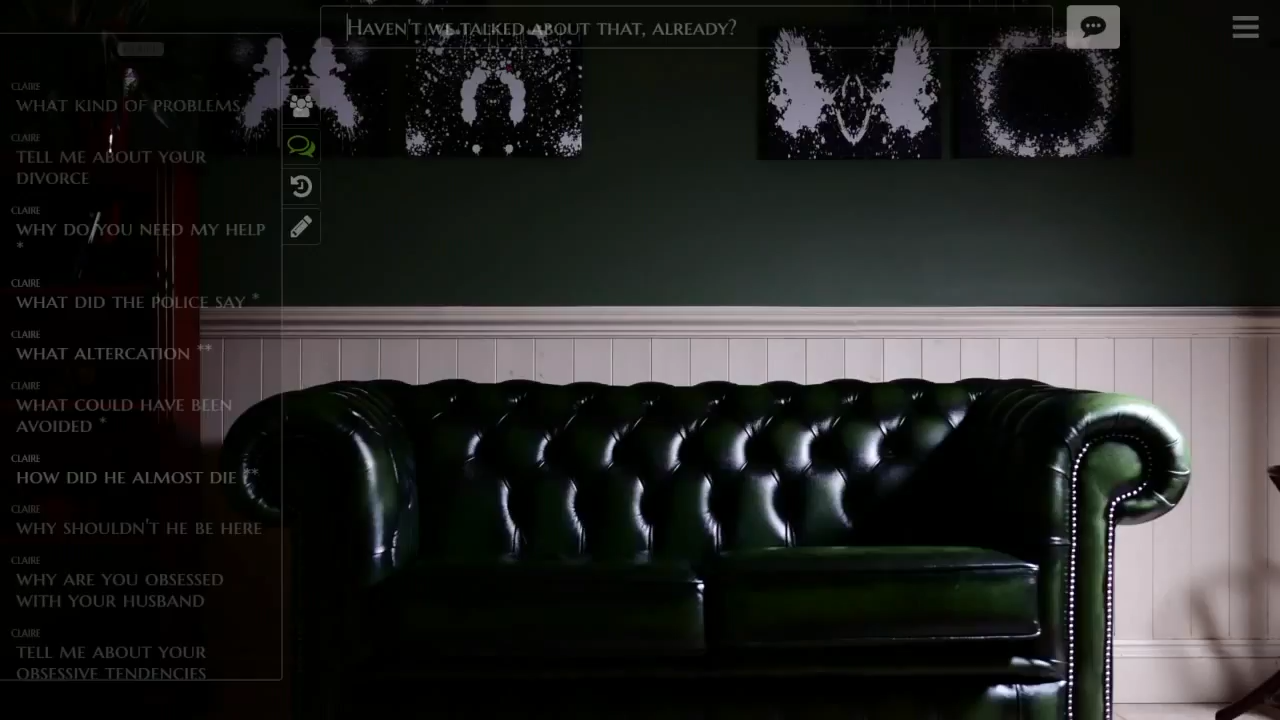 Haven't we talked about that, already?
CLAIRE
WHAT KIND OF PROBLEMS
CLAIRE
TELL ME ABOUT YOUR
DIVORCE
CLAIRE
WHY DO YOU NEED MY HELP
*
CLAIRE
WHAT DID THE POLICE SAY *
CLAIRE
WHAT ALTERCATION **
CLAIRE
WHAT COULD HAVE BEEN
AVOIDED *
CLAIRE
HOW DID HE ALMOST DIE **
CLAIRE
WHY SHOULDN'T HE BE HERE
CLAIRE
WHY ARE YOU OBSESSED
WITH YOUR HUSBAND
CLAIRE
TELL ME ABOUT YOUR
OBSESSIVE TENDENCIES